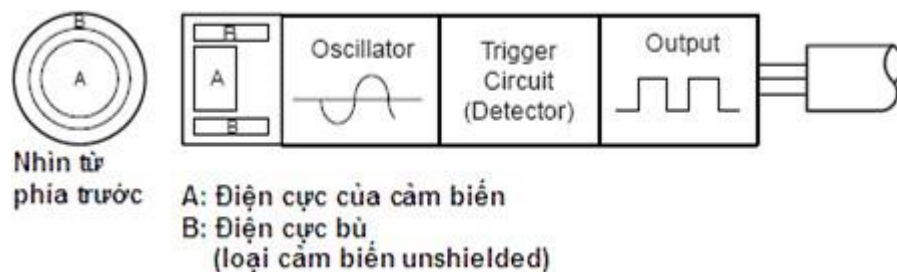 B
A
Nhìn từ
phía trước
B
A
B
Oscillator
Trigger
Circuit
(Detector)
Output
A: Điện cực của cảm biến
B: Điện cực bù
(loại cảm biến unshielded)